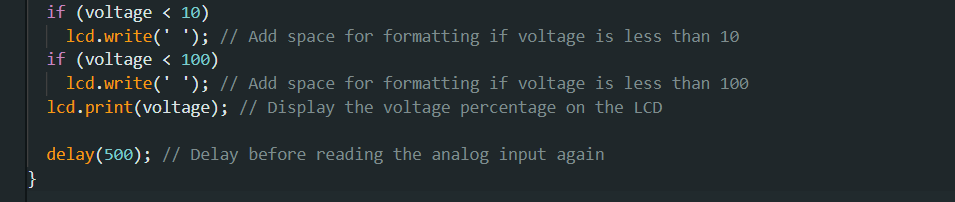 if (voltage < 10)
lcd.write(' '); // Add space for formatting if voltage is less than 10
if (voltage < 100)
lcd.write(' '); // Add space for formatting if voltage is less than 100
lcd.print(voltage); // Display the voltage percentage on the LCD
delay(500); // Delay before reading the analog input again
}